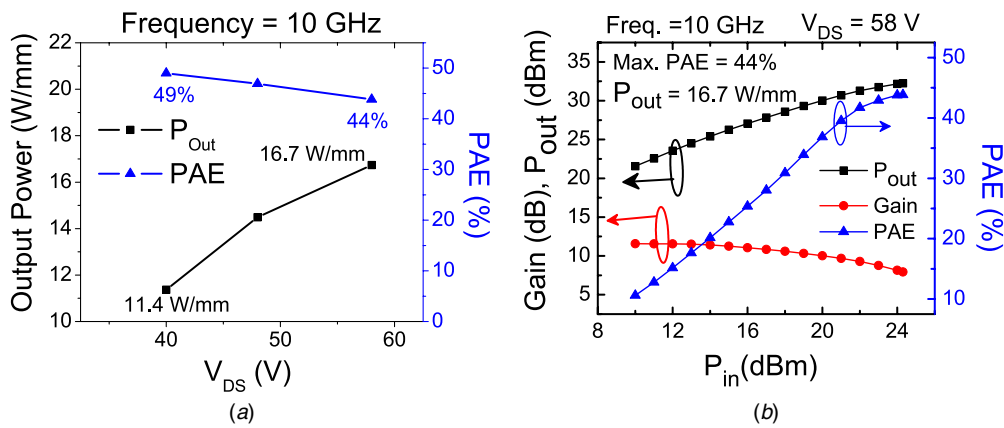 Frequency = 10 GHz
Output Power (W/mm)
22
20
18
16
14
12
10
49%
44%
P_Out
PAE
16.7 W/mm
11.4 W/mm
50
40
30
20
10
0
PAE (%)
40
50
60
V_DS (V)
(a)
Freq. =10 GHz
V_DS = 58 V
Gain (dB), P_out (dBm)
35
30
25
20
15
10
5
Max. PAE = 44%
P_out = 16.7 W/mm
P_out
Gain
PAE
50
40
30
20
10
0
PAE (%)
8
12
16
20
24
P_in(dBm)
(b)